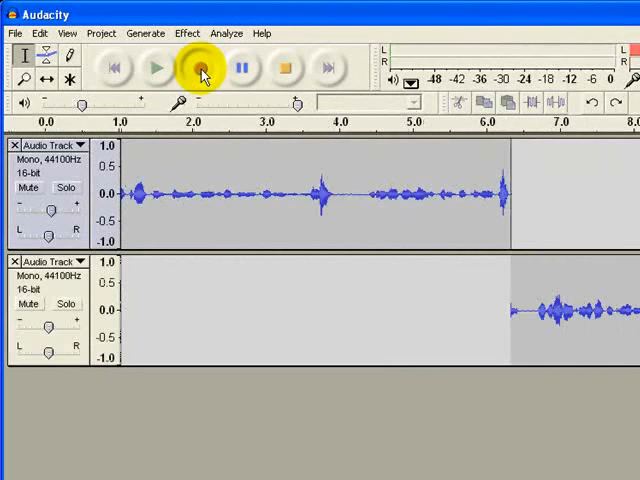 Audacity
File Edit View Project Generate Effect Analyze Help
L
R
-48 -42 -36 -30 -24 -18 -12 -6 0
L
R
0.0 1.0 2.0 3.0 4.0 5.0 6.0 7.0 8.0
Audio Track
Mono, 44100Hz
16-bit
Mute Solo
- +
L R
1.0
0.5
0.0
-0.5
-1.0
Audio Track
Mono, 44100Hz
16-bit
Mute Solo
- +
L R
1.0
0.5
0.0
-0.5
-1.0